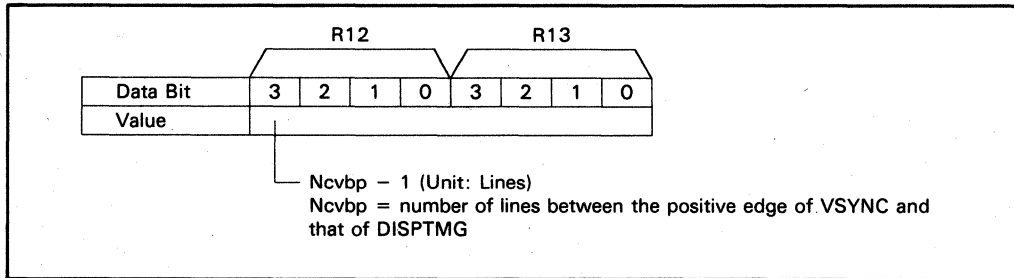 R12 R13
Data Bit 3 2 1 0 3 2 1 0
Value
Ncvbp − 1 (Unit: Lines)
Ncvbp = number of lines between the positive edge of VSYNC and
that of DISPTMG